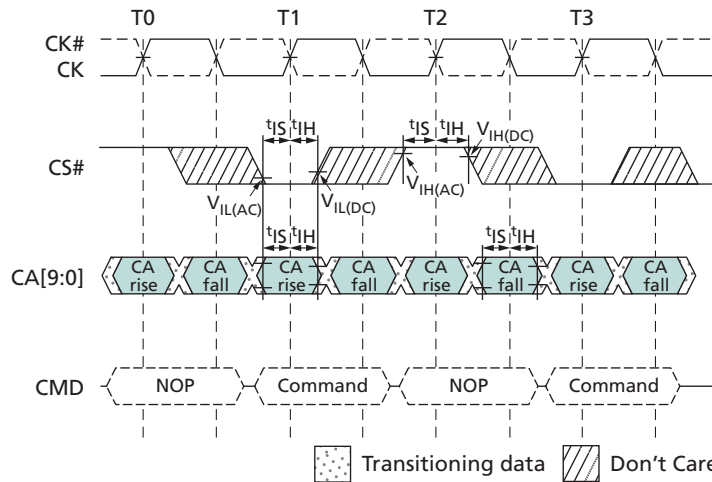 T0 T1 T2 T3
CK#
CK
tIS tIH tIS tIH
VIH(DC)
CS#
VIL(AC) VIL(DC) VIH(AC)
tIS tIH tIS tIH
CA[9:0] CA rise CA fall CA rise CA fall CA rise CA fall CA rise CA fall
CMD NOP Command NOP Command
Transitioning data Don't Care